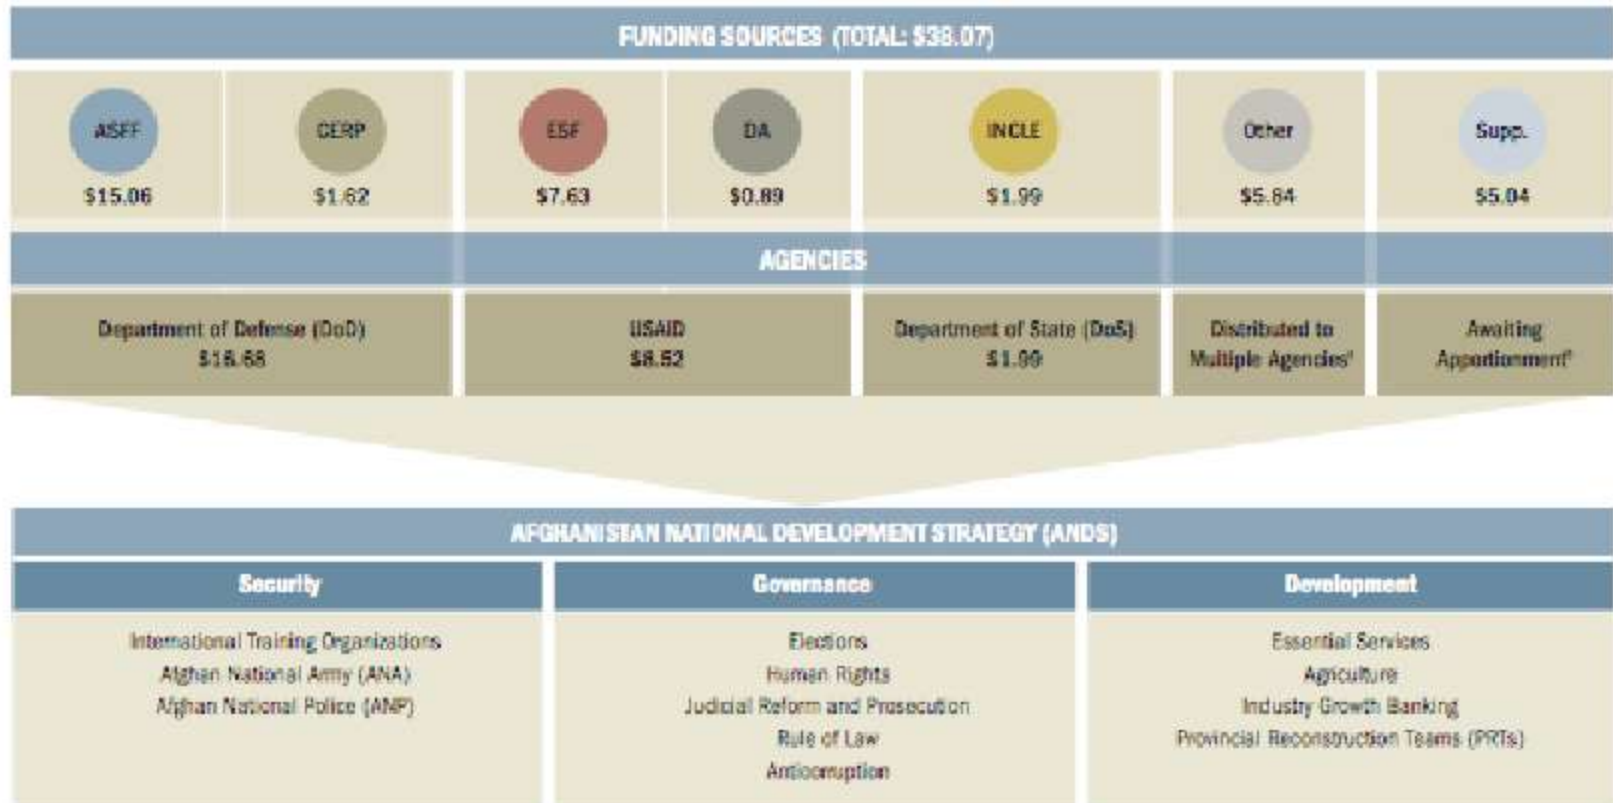 FUNDING SOURCES (TOTAL: $38.07)
ASFF CERP ESF DA INCLE Other Supp.
$15.06 $1.62 $7.63 $0.89 $1.99 $5.84 $5.04
AGENCIES
Department of Defense (DoD)
$16.68
USAID
$8.52
Department of State (DoS)
$1.99
Distributed to
Multiple Agencies
Awaiting
Apportionment
AFGHANISTAN NATIONAL DEVELOPMENT STRATEGY (ANDS)
Security
International Training Organizations
Afghan National Army (ANA)
Afghan National Police (ANP)
Governance
Elections
Human Rights
Judicial Reform and Prosecution
Rule of Law
Anticorruption
Development
Essential Services
Agriculture
Industry Growth Banking
Provincial Reconstruction Teams (PRTs)